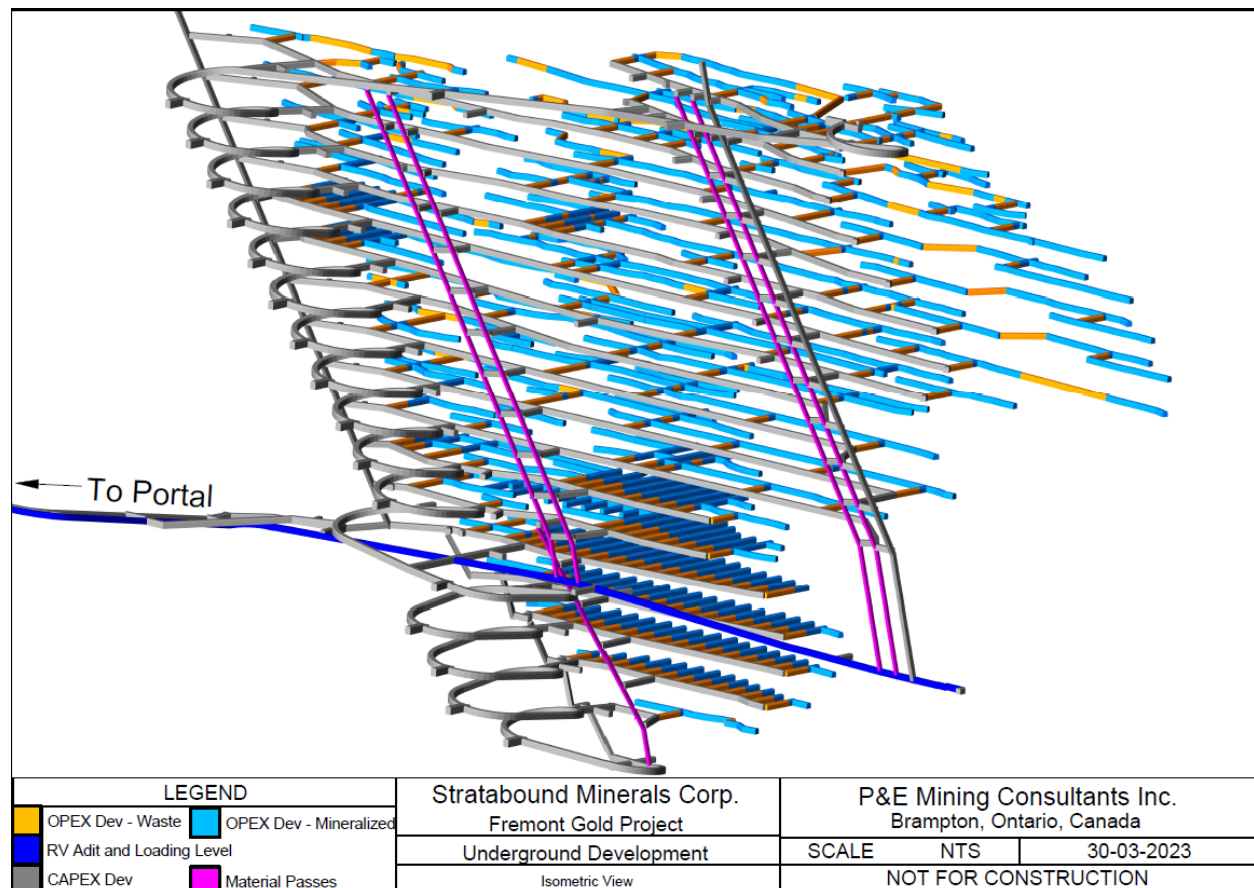 To Portal
LEGEND
OPEX Dev - Waste
OPEX Dev - Mineralized
RV Adit and Loading Level
CAPEX Dev
Material Passes
Stratabound Minerals Corp.
Fremont Gold Project
Underground Development
Isometric View
P&E Mining Consultants Inc.
Brampton, Ontario, Canada
SCALE NTS 30-03-2023
NOT FOR CONSTRUCTION